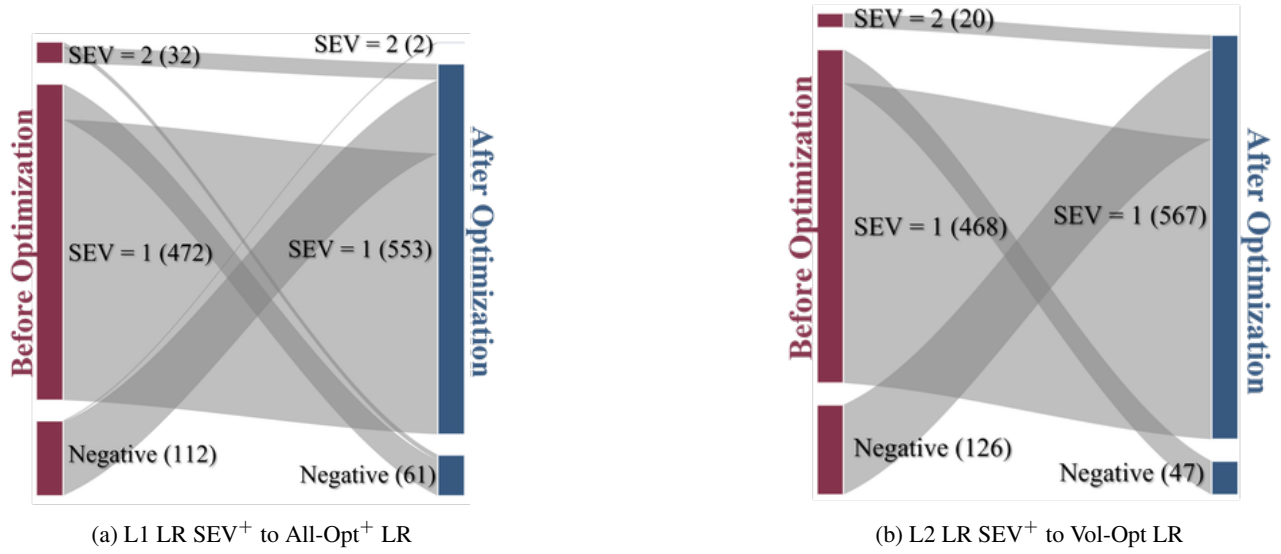 SEV = 2 (32)
SEV = 2 (2)
Before Optimization
SEV = 1 (472)
SEV = 1 (553)
After Optimization
Negative (112)
Negative (61)
(a) L1 LR SEV⁺ to All-Opt⁺ LR
SEV = 2 (20)
Before Optimization
SEV = 1 (468)
SEV = 1 (567)
After Optimization
Negative (126)
Negative (47)
(b) L2 LR SEV⁺ to Vol-Opt LR